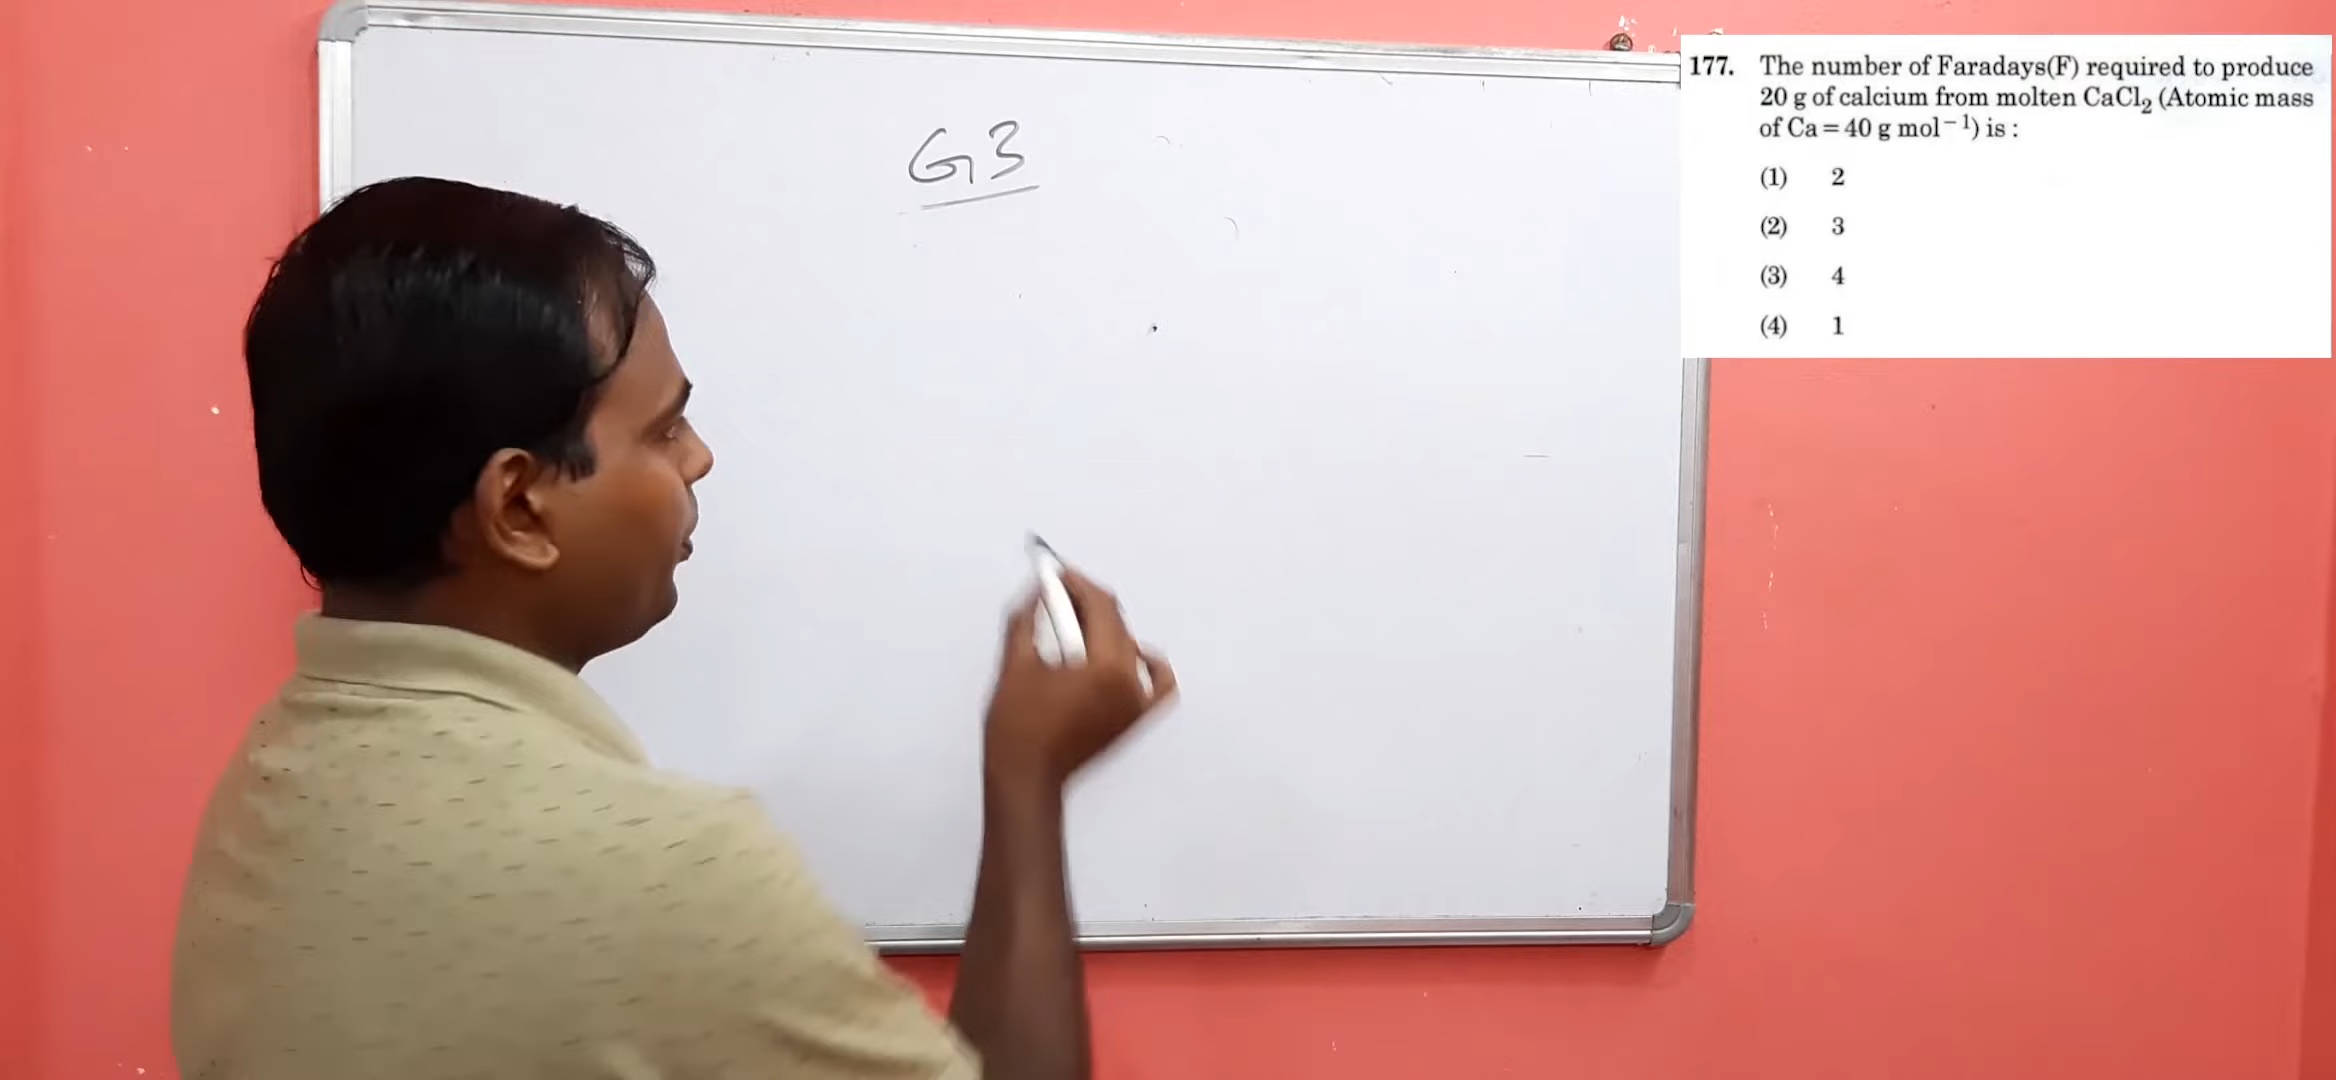 G3
177. The number of Faradays(F) required to produce
20 g of calcium from molten CaCl₂ (Atomic mass
of Ca = 40 g mol⁻¹) is :
(1) 2
(2) 3
(3) 4
(4) 1